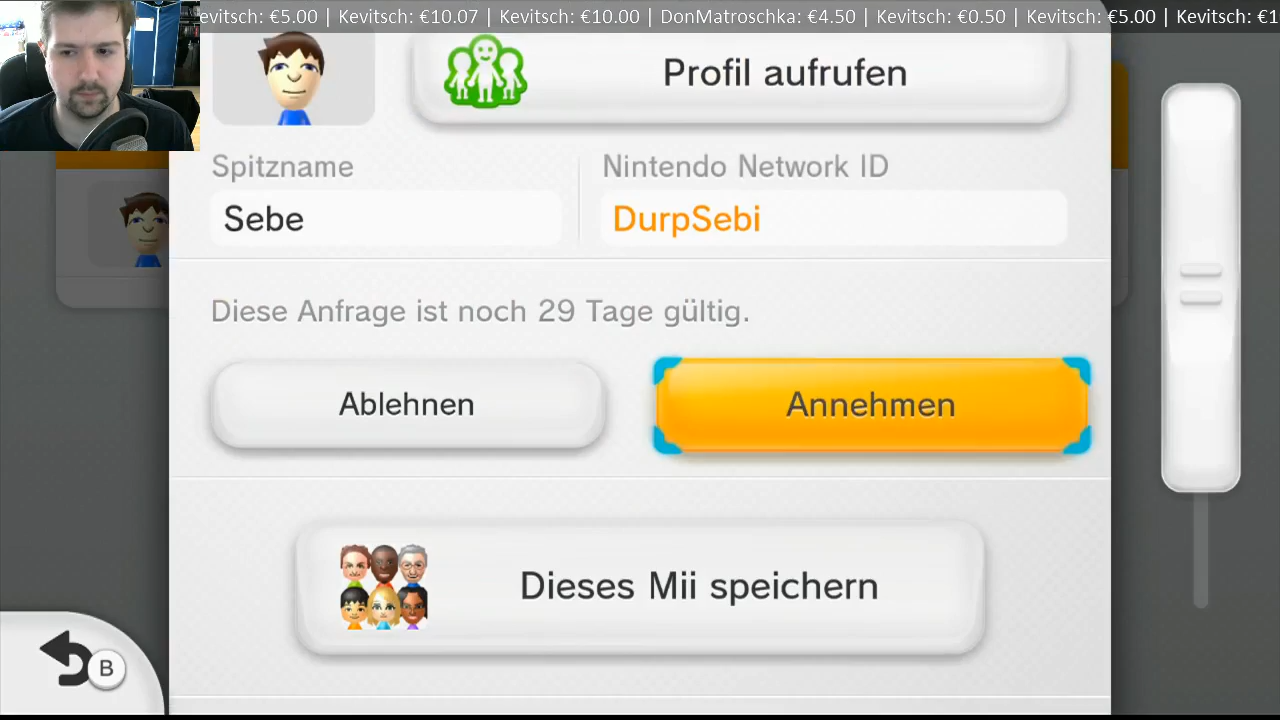 evitsch: €5.00 | Kevitsch: €10.07 | Kevitsch: €10.00 | DonMatroschka: €4.50 | Kevitsch: €0.50 | Kevitsch: €5.00 | Kevitsch: €1
Profil aufrufen
Spitzname
Nintendo Network ID
Sebe
DurpSebi
Diese Anfrage ist noch 29 Tage gültig.
Ablehnen
Annehmen
Dieses Mii speichern
B